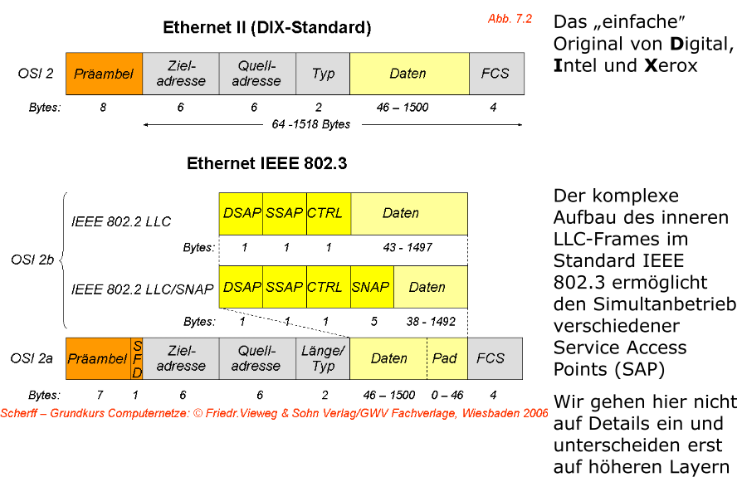 Abb. 7.2
Ethernet II (DIX-Standard)
OSI 2 Präambel Ziel-adresse Quell-adresse Typ Daten FCS
Bytes: 8 6 6 2 46 – 1500 4
64 -1518 Bytes
Das „einfache"
Original von Digital,
Intel und Xerox
Ethernet IEEE 802.3
OSI 2b
IEEE 802.2 LLC DSAP SSAP CTRL Daten
Bytes: 1 1 1 43 - 1497
IEEE 802.2 LLC/SNAP DSAP SSAP CTRL SNAP Daten
Bytes: 1 1 1 5 38 - 1492
OSI 2a Präambel SFD Ziel-adresse Quell-adresse Länge/Typ Daten Pad FCS
Bytes: 7 1 6 6 2 46 – 1500 0 – 46 4
Scherff – Grundkurs Computernetze: © Friedr.Vieweg & Sohn Verlag/GWV Fachverlage, Wiesbaden 2006
Der komplexe
Aufbau des inneren
LLC-Frames im
Standard IEEE
802.3 ermöglicht
den Simultanbetrieb
verschiedener
Service Access
Points (SAP)
Wir gehen hier nicht
auf Details ein und
unterscheiden erst
auf höheren Layern